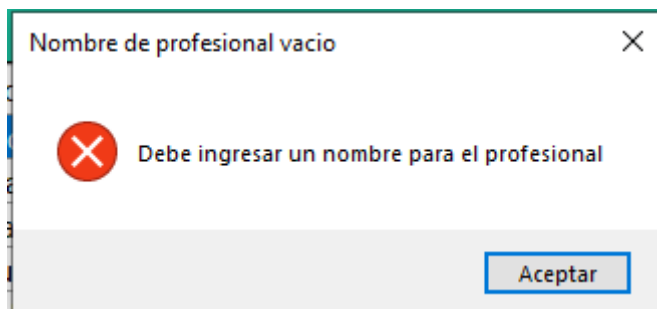 Nombre de profesional vacio
Debe ingresar un nombre para el profesional
Aceptar